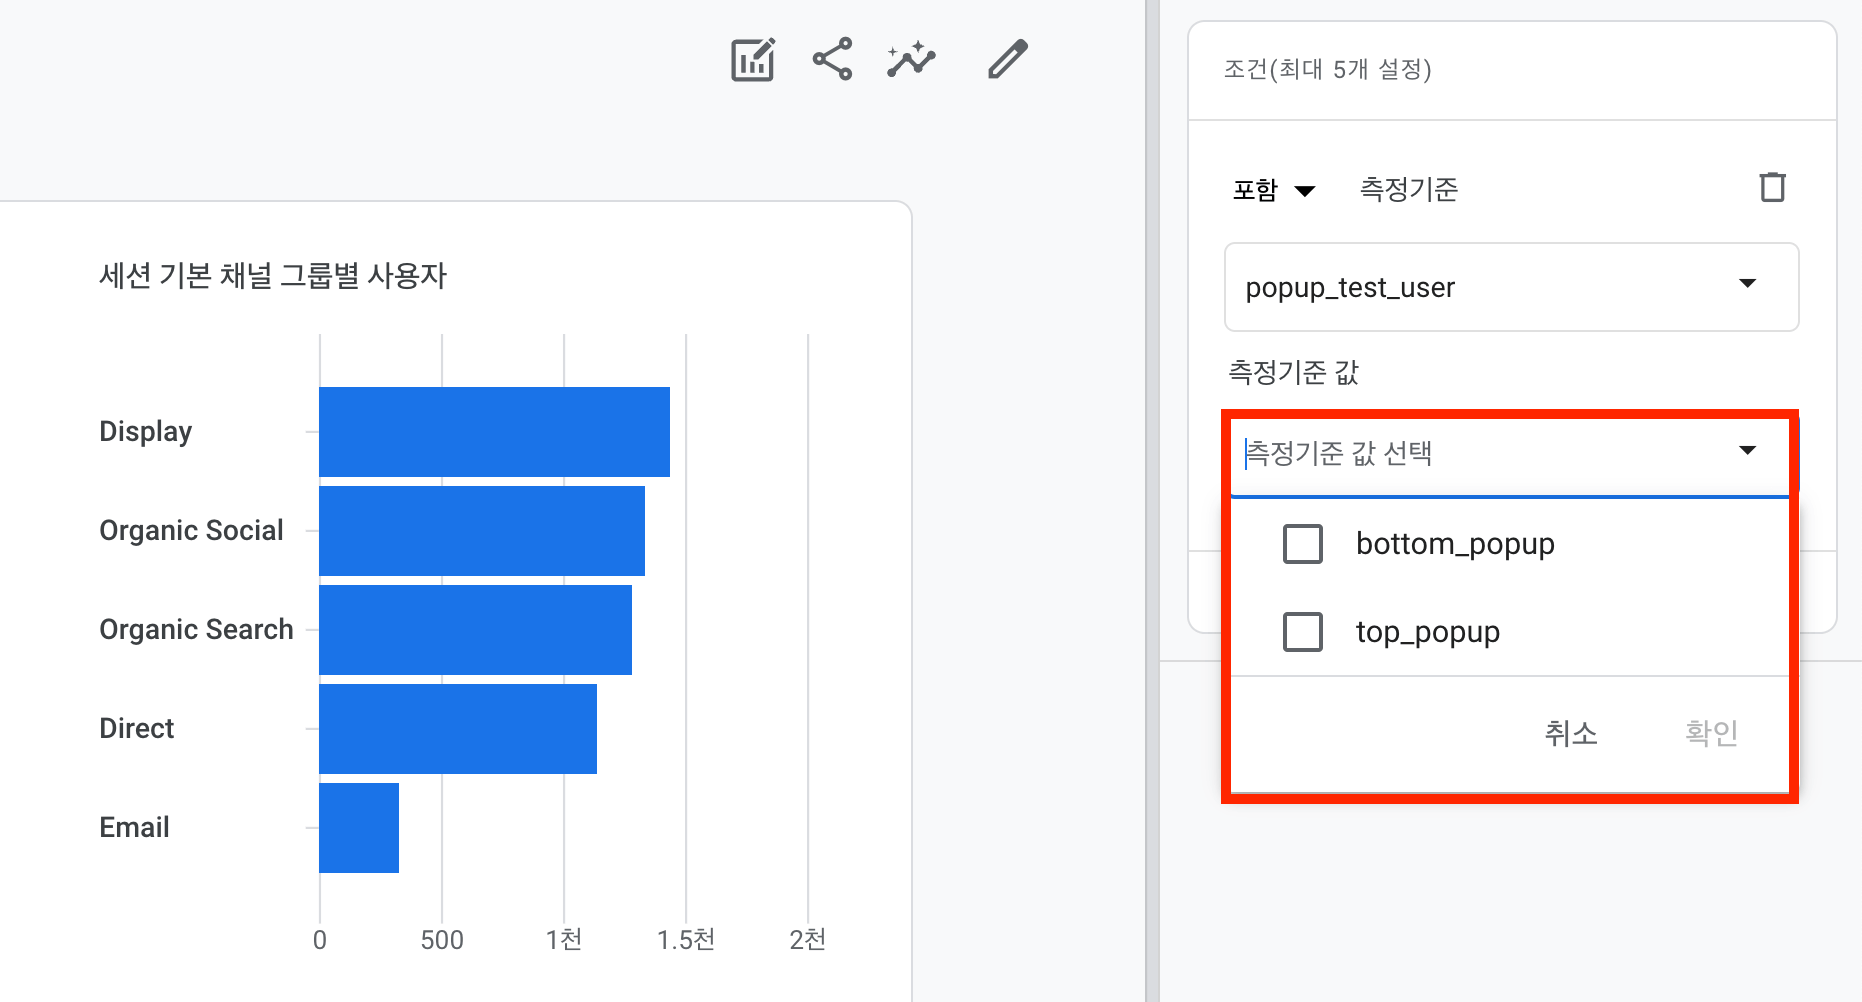 세션 기본 채널 그룹별 사용자
Display
Organic Social
Organic Search
Direct
Email
0 500 1천 1.5천 2천
조건(최대 5개 설정)
포함 측정기준
popup_test_user
측정기준 값
측정기준 값 선택
bottom_popup
top_popup
취소 확인